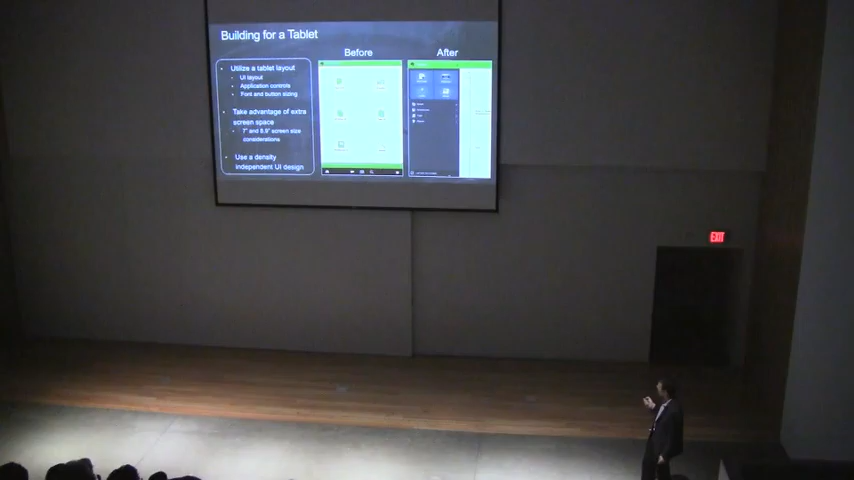 Building for a Tablet
Before
After
Utilize a tablet layout
UI layout
Application controls
Font and button sizing
Take advantage of extra
screen space
7" and 8.9" screen size
considerations
Use a density
independent UI design
EXIT